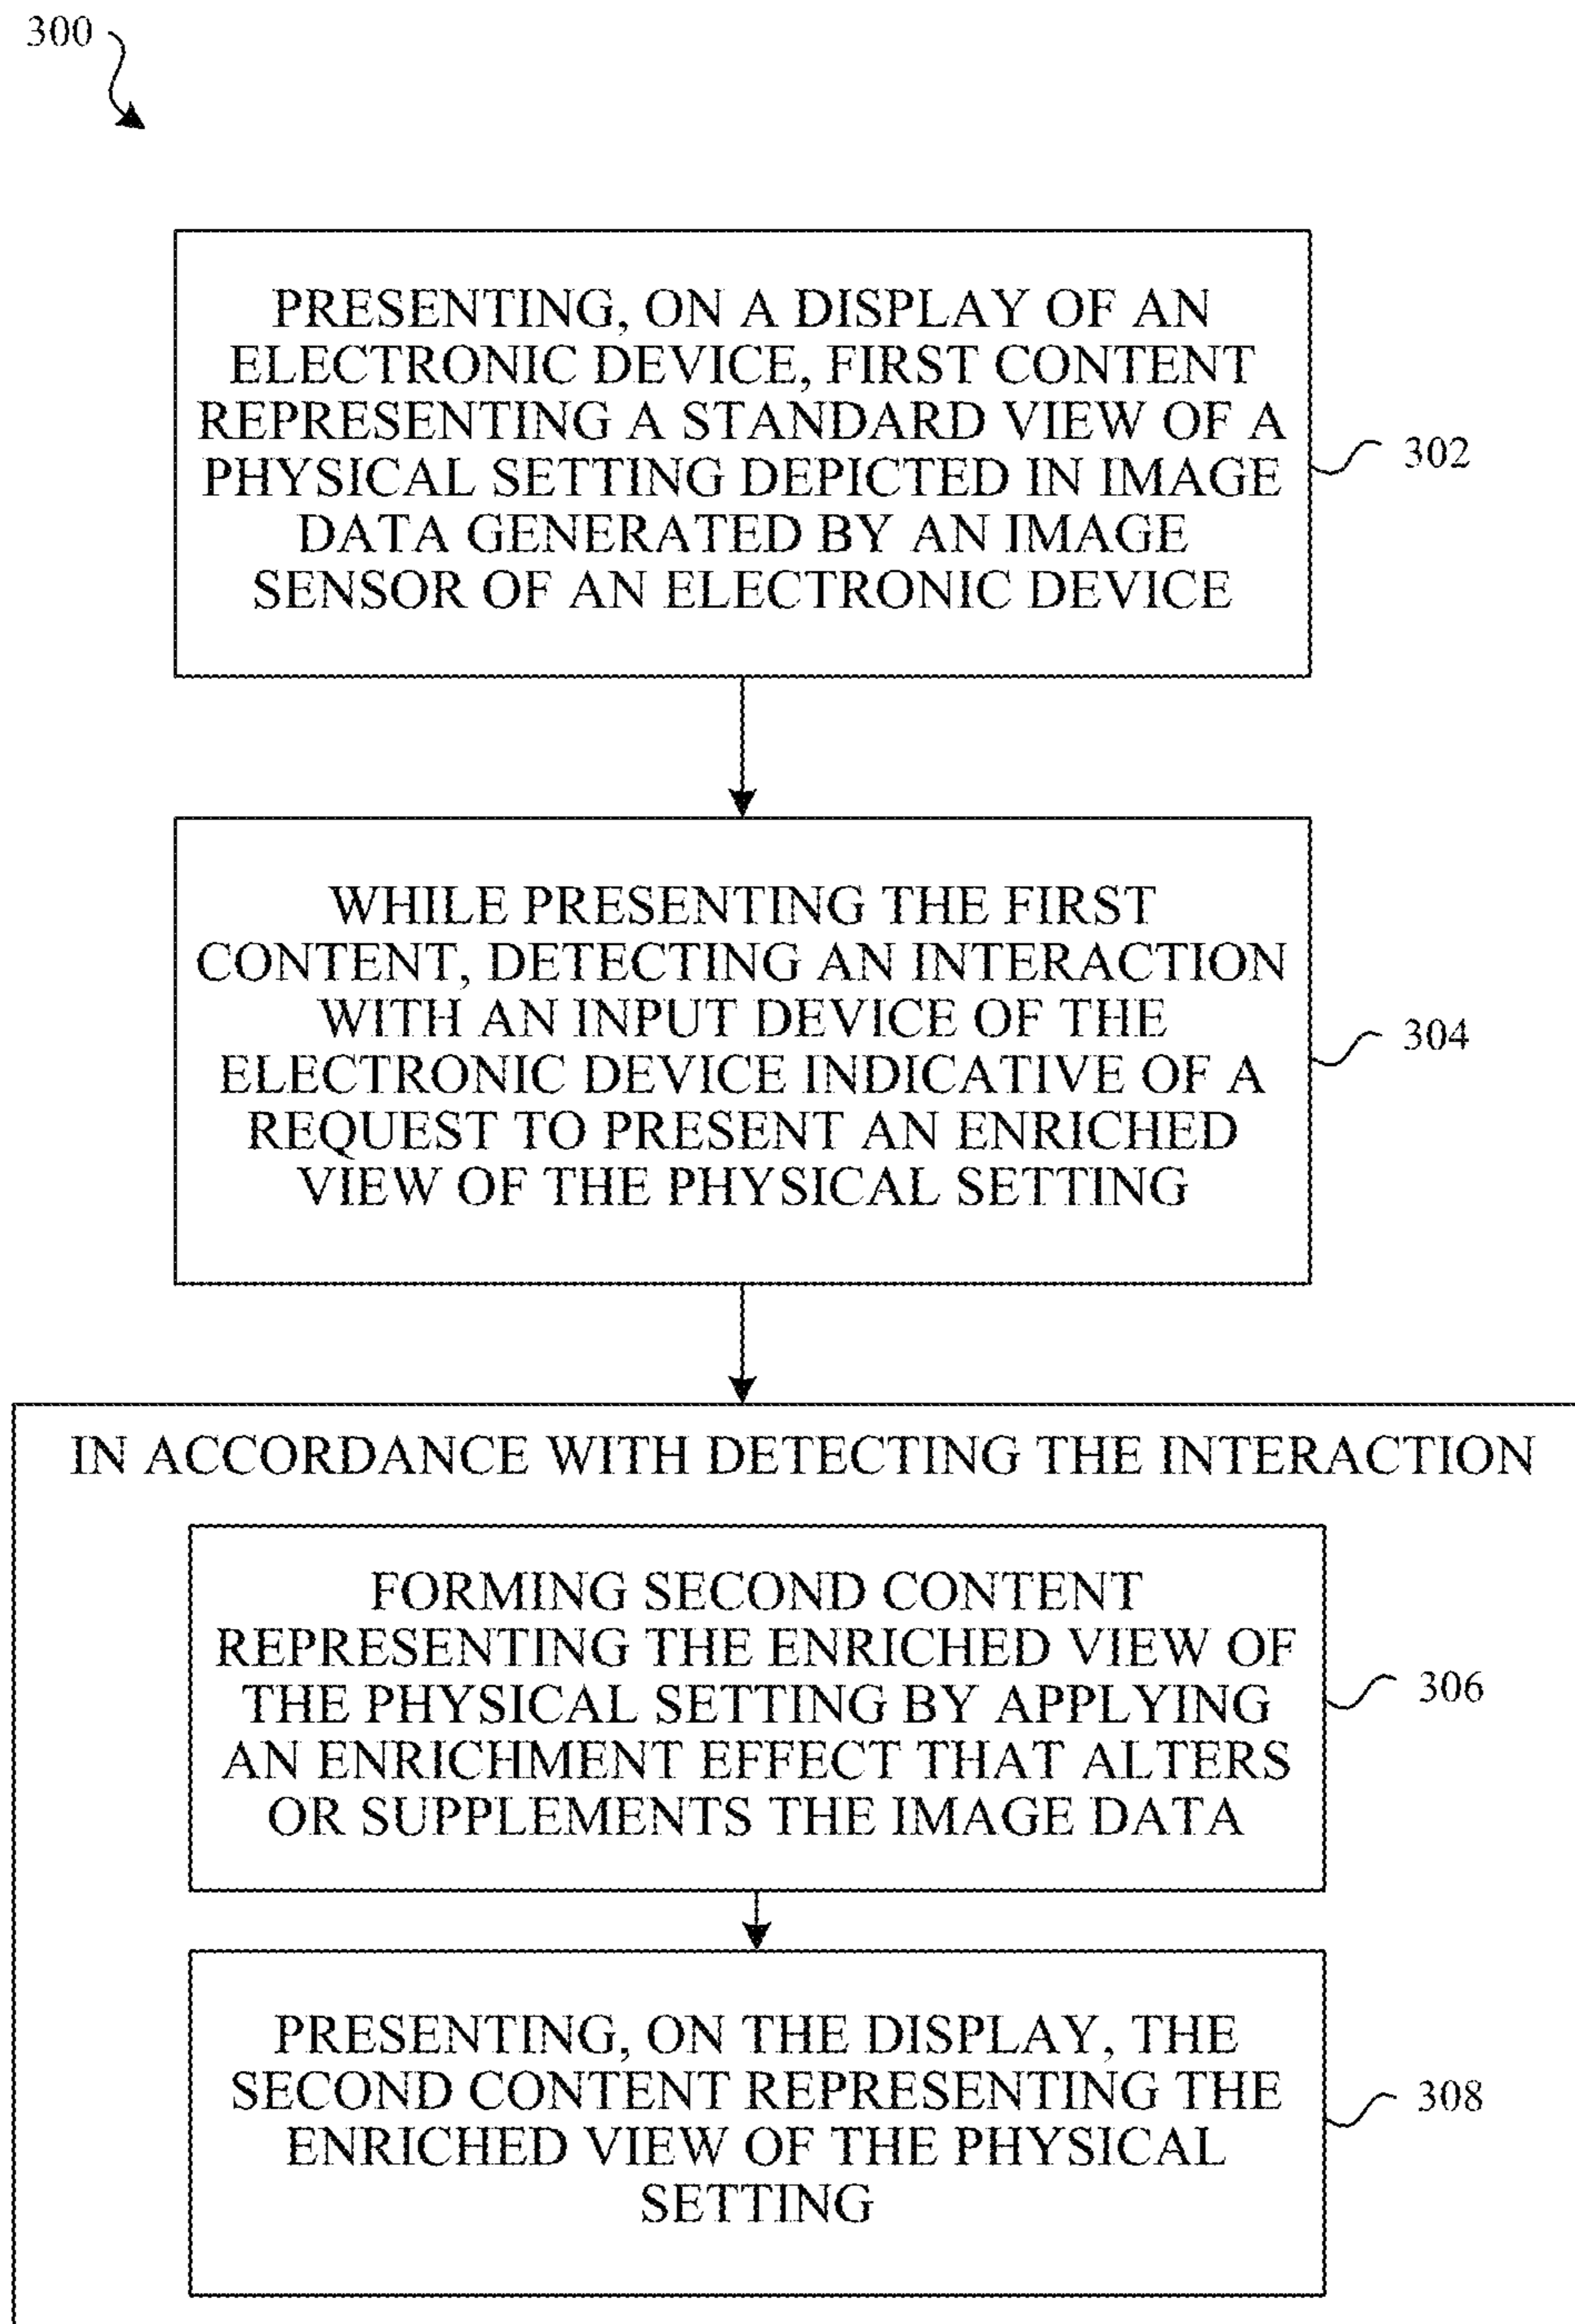 300
PRESENTING, ON A DISPLAY OF AN
ELECTRONIC DEVICE, FIRST CONTENT
REPRESENTING A STANDARD VIEW OF A
PHYSICAL SETTING DEPICTED IN IMAGE
DATA GENERATED BY AN IMAGE
SENSOR OF AN ELECTRONIC DEVICE
302
WHILE PRESENTING THE FIRST
CONTENT, DETECTING AN INTERACTION
WITH AN INPUT DEVICE OF THE
ELECTRONIC DEVICE INDICATIVE OF A
REQUEST TO PRESENT AN ENRICHED
VIEW OF THE PHYSICAL SETTING
304
IN ACCORDANCE WITH DETECTING THE INTERACTION
FORMING SECOND CONTENT
REPRESENTING THE ENRICHED VIEW OF
THE PHYSICAL SETTING BY APPLYING
AN ENRICHMENT EFFECT THAT ALTERS
OR SUPPLEMENTS THE IMAGE DATA
306
PRESENTING, ON THE DISPLAY, THE
SECOND CONTENT REPRESENTING THE
ENRICHED VIEW OF THE PHYSICAL
SETTING
308